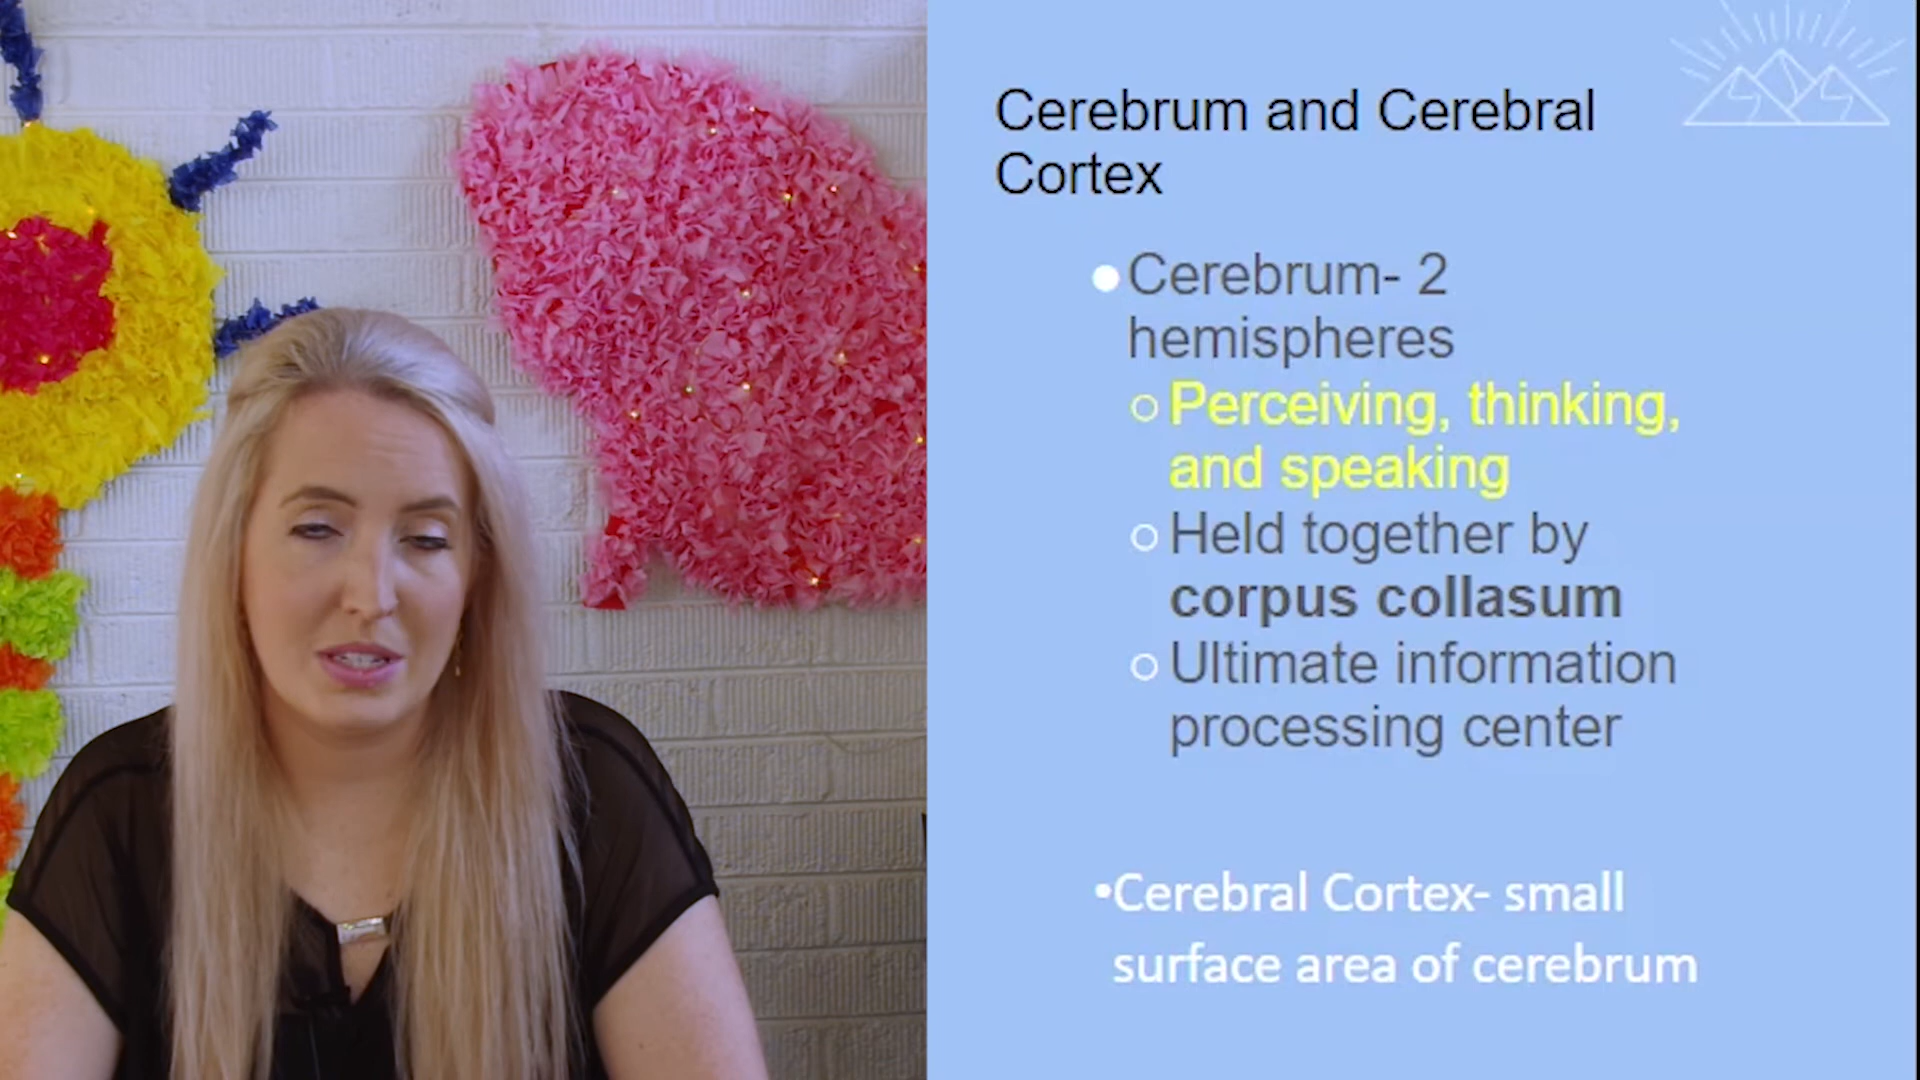 Cerebrum and Cerebral
Cortex
Cerebrum- 2
hemispheres
Perceiving, thinking,
and speaking
Held together by
corpus collasum
Ultimate information
processing center
•Cerebral Cortex- small
surface area of cerebrum